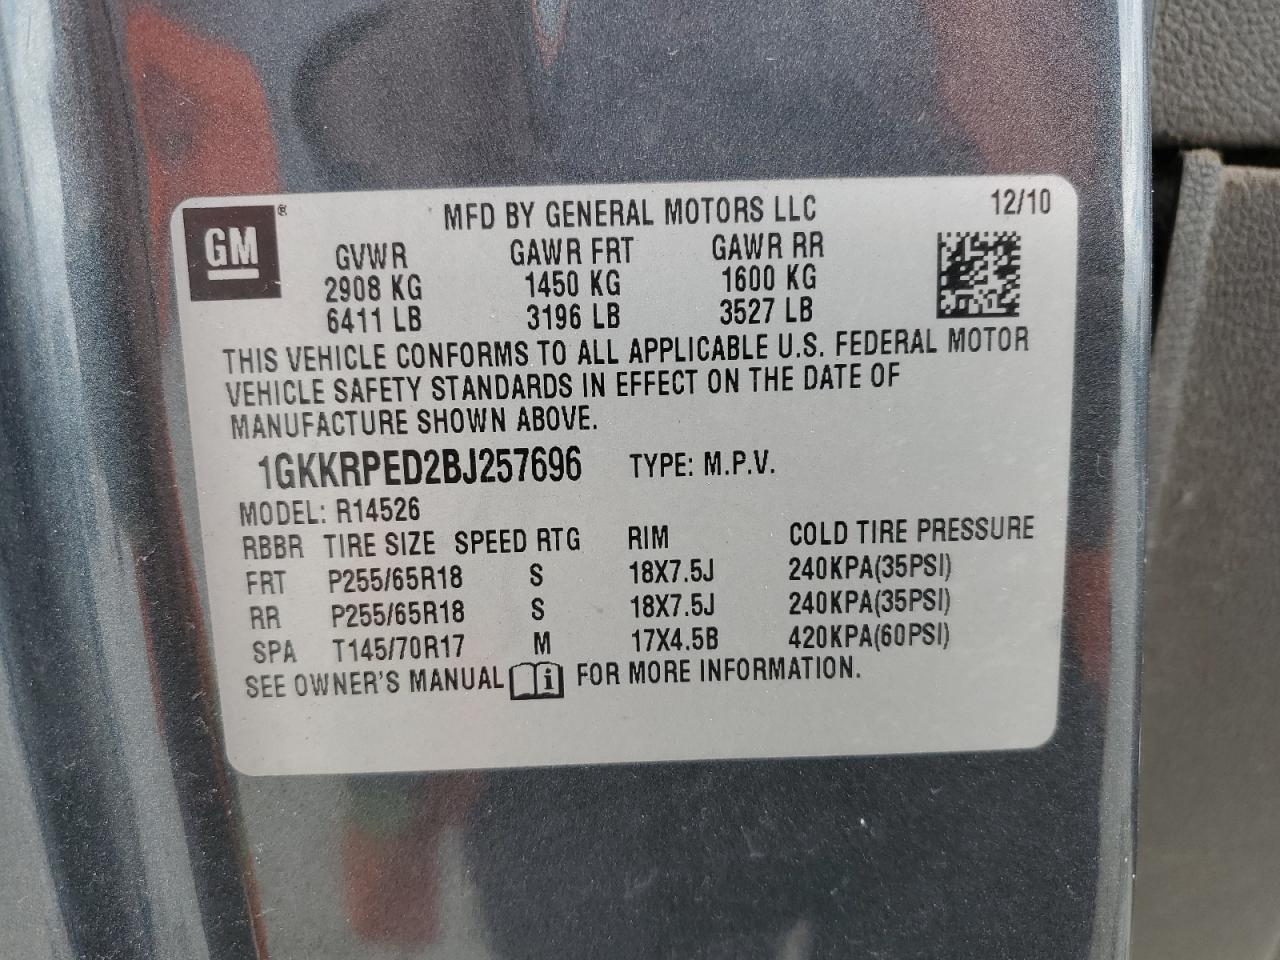 GM ®
MFD BY GENERAL MOTORS LLC 12/10
GVWR GAWR FRT GAWR RR
2908 KG 1450 KG 1600 KG
6411 LB 3196 LB 3527 LB
THIS VEHICLE CONFORMS TO ALL APPLICABLE U.S. FEDERAL MOTOR
VEHICLE SAFETY STANDARDS IN EFFECT ON THE DATE OF
MANUFACTURE SHOWN ABOVE.
1GKKRPED2BJ257696 TYPE: M.P.V.
MODEL: R14526
RBBR TIRE SIZE SPEED RTG RIM COLD TIRE PRESSURE
FRT P255/65R18 S 18X7.5J 240KPA(35PSI)
RR P255/65R18 S 18X7.5J 240KPA(35PSI)
SPA T145/70R17 M 17X4.5B 420KPA(60PSI)
SEE OWNER'S MANUAL i FOR MORE INFORMATION.